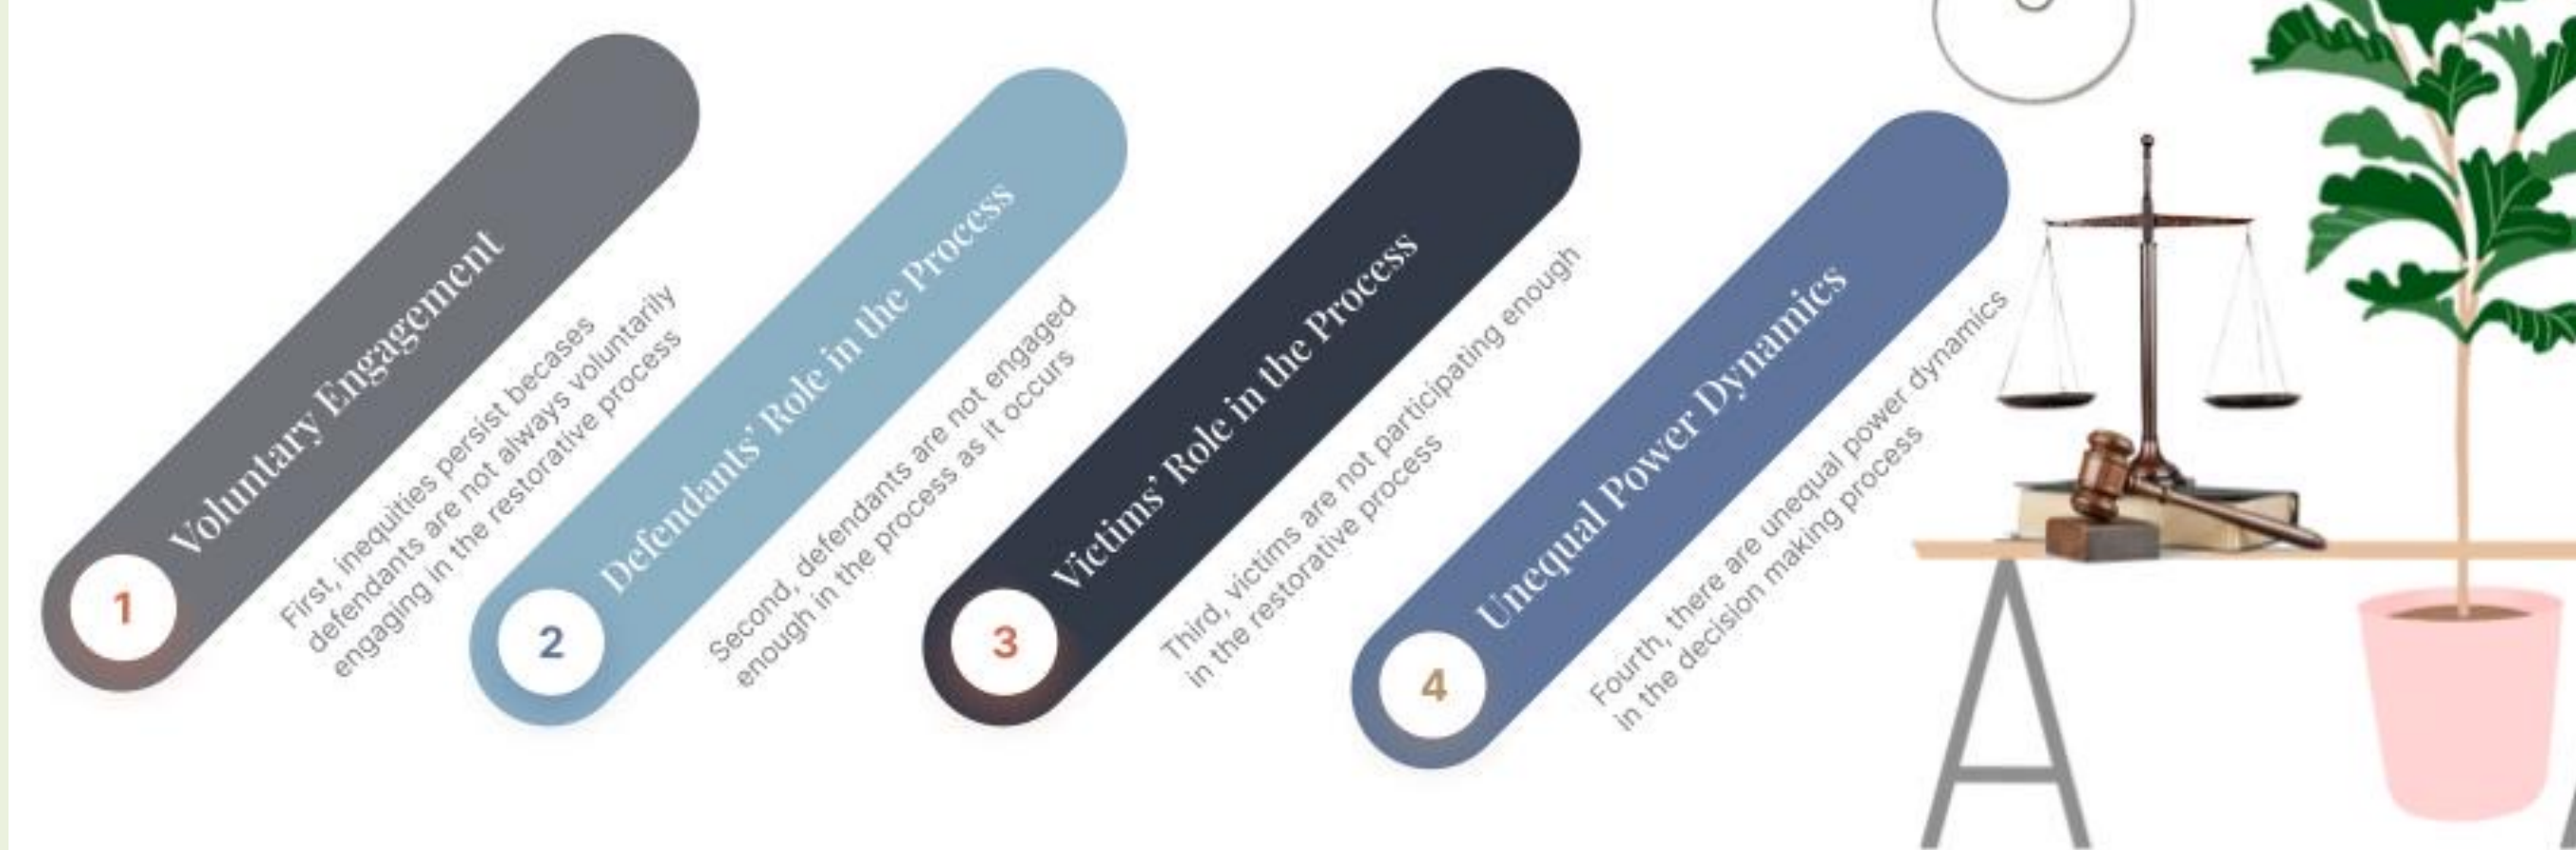 1
Voluntary Engagement
First, inequities persist becases
defendants are not always voluntarily
engaging in the restorative process
2
Defendants' Role in the Process
Second, defendants are not engaged
enough in the process as it occurs
3
Victims' Role in the Process
Third, victims are not participating enough
in the restorative process
4
Unequal Power Dynamics
Fourth, there are unequal power dynamics
in the decision making process